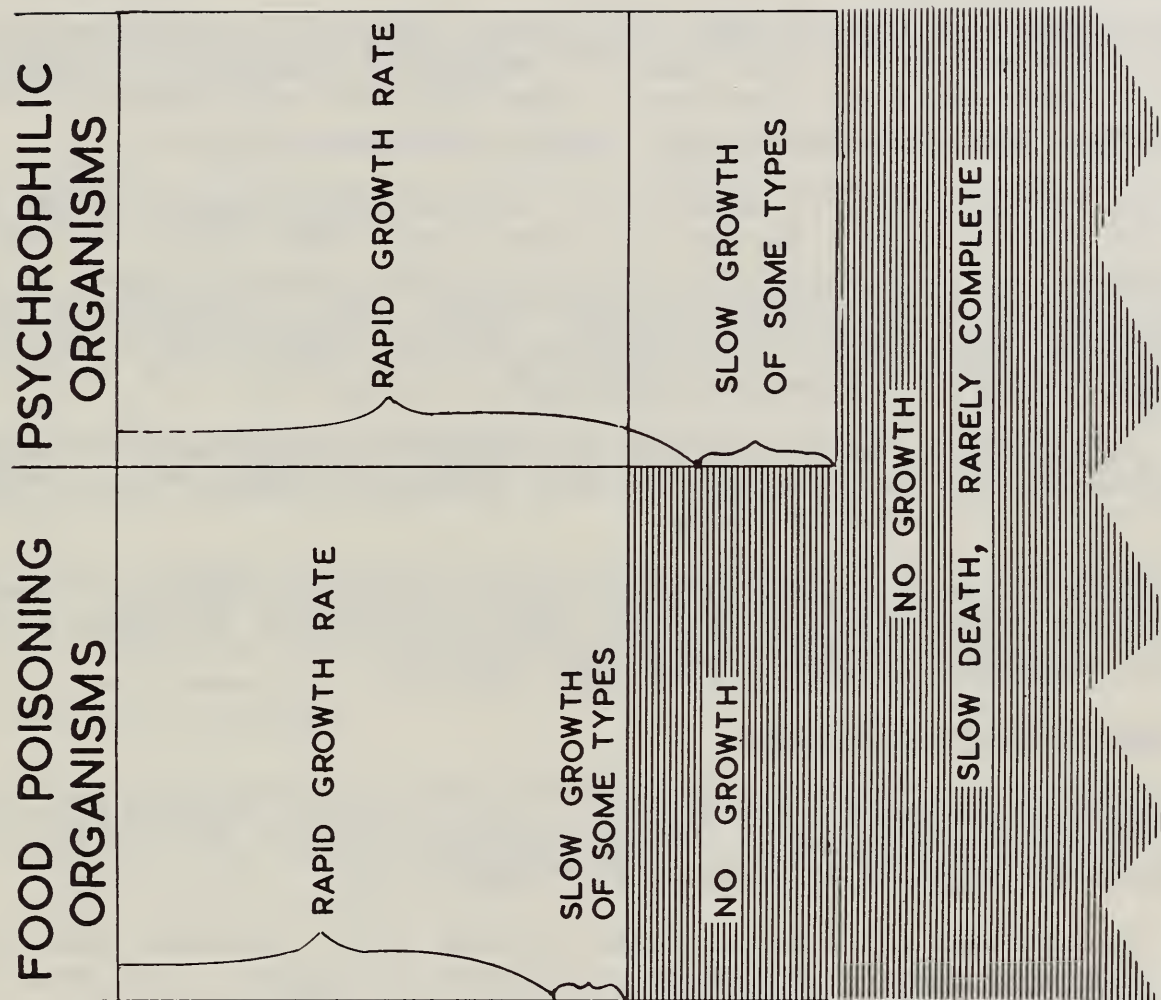 FOOD POISONING
ORGANISMS
PSYCHROPHILIC
ORGANISMS
RAPID GROWTH RATE
RAPID GROWTH RATE
SLOW GROWTH
OF SOME TYPES
NO GROWTH
SLOW GROWTH
OF SOME TYPES
NO GROWTH
SLOW DEATH, RARELY COMPLETE